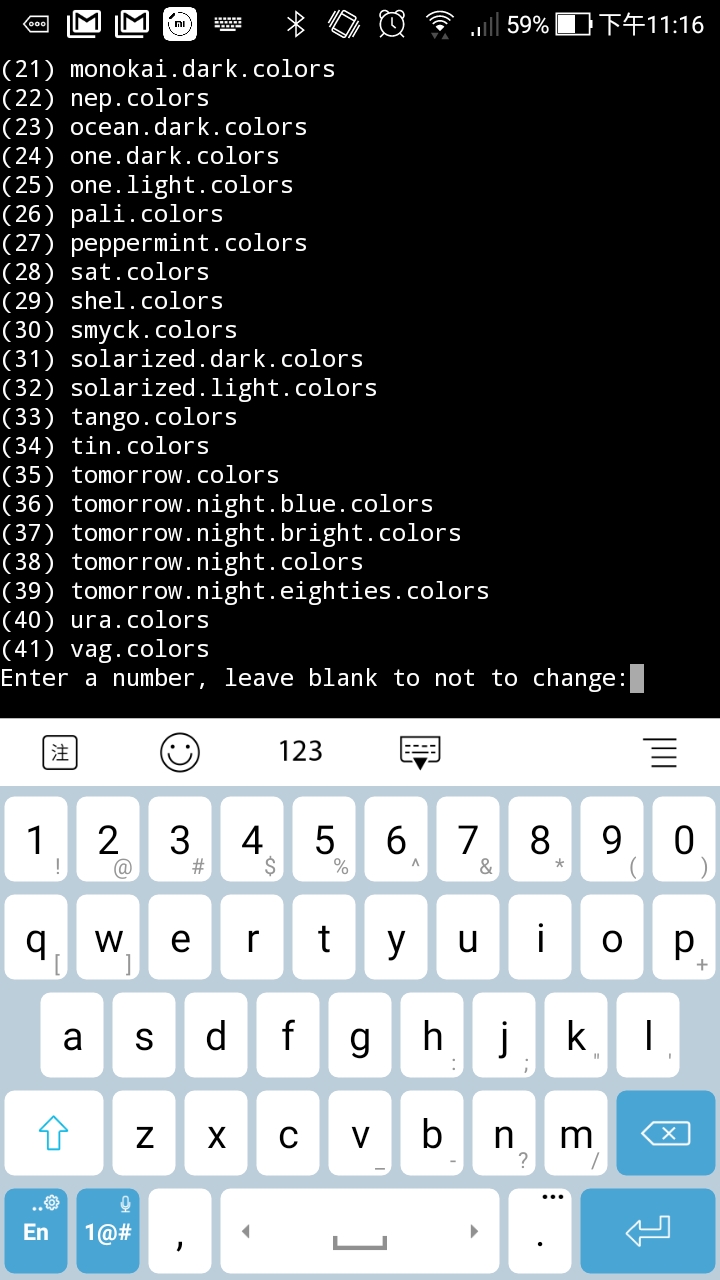 59% 下午11:16
(21) monokai.dark.colors
(22) nep.colors
(23) ocean.dark.colors
(24) one.dark.colors
(25) one.light.colors
(26) pali.colors
(27) peppermint.colors
(28) sat.colors
(29) shel.colors
(30) smyck.colors
(31) solarized.dark.colors
(32) solarized.light.colors
(33) tango.colors
(34) tin.colors
(35) tomorrow.colors
(36) tomorrow.night.blue.colors
(37) tomorrow.night.bright.colors
(38) tomorrow.night.colors
(39) tomorrow.night.eighties.colors
(40) ura.colors
(41) vag.colors
Enter a number, leave blank to not to change:
注 123
1 ! 2 @ 3 # 4 $ 5 % 6 ^ 7 & 8 * 9 ( 0 )
q [ w ] e r t y u i o p +
a s d f g h : j ; k " l '
z x c v _ b - n ? m /
En 1@# , . ...